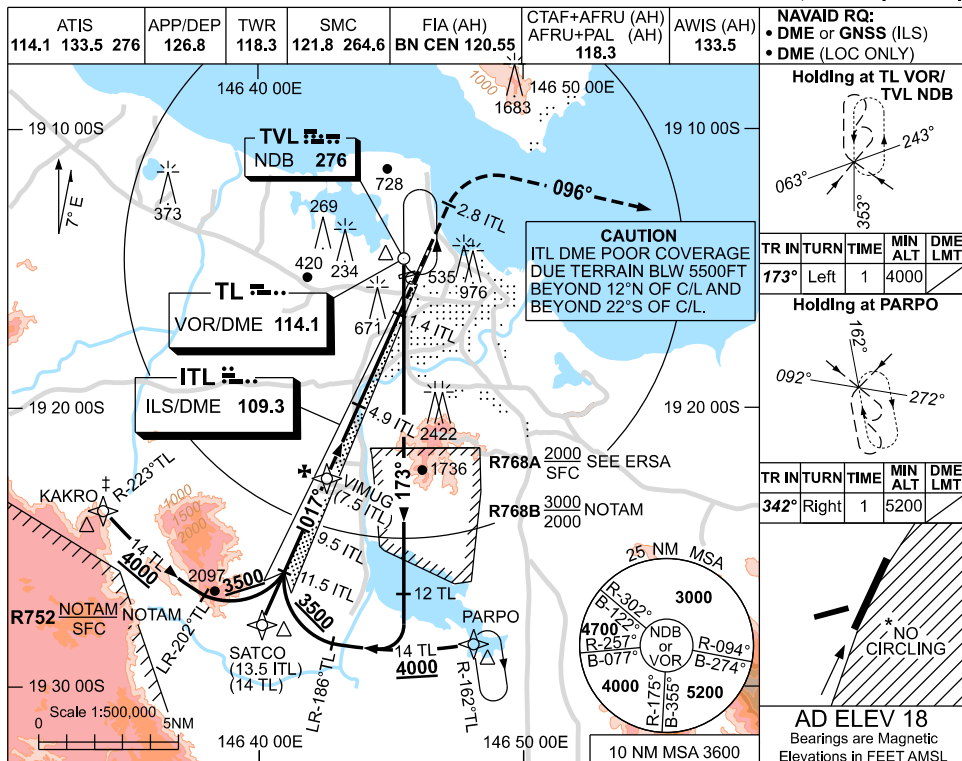 ATIS
114.1 133.5 276
APP/DEP
126.8
TWR
118.3
SMC
121.8 264.6
FIA (AH)
BN CEN 120.55
CTAF+AFRU (AH)
AFRU+PAL (AH)
118.3
AWIS (AH)
133.5
NAVAID RQ:
• DME or GNSS (ILS)
• DME (LOC ONLY)
146 40 00E
1000
1683
146 50 00E
19 10 00S
19 10 00S
TVL
NDB 276
7° E
373
728
269
234
420
2.8 ITL
096°
CAUTION
ITL DME POOR COVERAGE
DUE TERRAIN BLW 5500FT
BEYOND 12°N OF C/L AND
BEYOND 22°S OF C/L.
535
976
TL
VOR/DME 114.1
671
1.4 ITL
ITL
ILS/DME 109.3
19 20 00S
19 20 00S
4.9 ITL
2422
1736
R768A 2000
SFC
SEE ERSA
R768B 3000
2000
NOTAM
173°
VIMUG
(7.5 ITL)
017°
9.5 ITL
11.5 ITL
KAKRO
‡
R-223°TL
1000
1500
2000
14 TL
4000
2097
3500
3500
R752 NOTAM
SFC
NOTAM
LR-202°TL
SATCO
(13.5 ITL)
(14 TL)
LR-186°TL
12 TL
14 TL
4000
PARPO
R-162°TL
19 30 00S
0 Scale 1:500,000 5NM
146 40 00E
146 50 00E
25 NM MSA
3000
R-302°
B-122°
4700
R-257°
B-077°
NDB
or
VOR
R-094°
B-274°
4000
R-175°
B-355°
5200
10 NM MSA 3600
Holding at TL VOR/
TVL NDB
243°
063°
353°
TR IN TURN TIME MIN ALT DME LMT
173° Left 1 4000
Holding at PARPO
162°
092°
272°
TR IN TURN TIME MIN ALT DME LMT
342° Right 1 5200
*NO
CIRCLING
AD ELEV 18
Bearings are Magnetic
Elevations in FEET AMSL